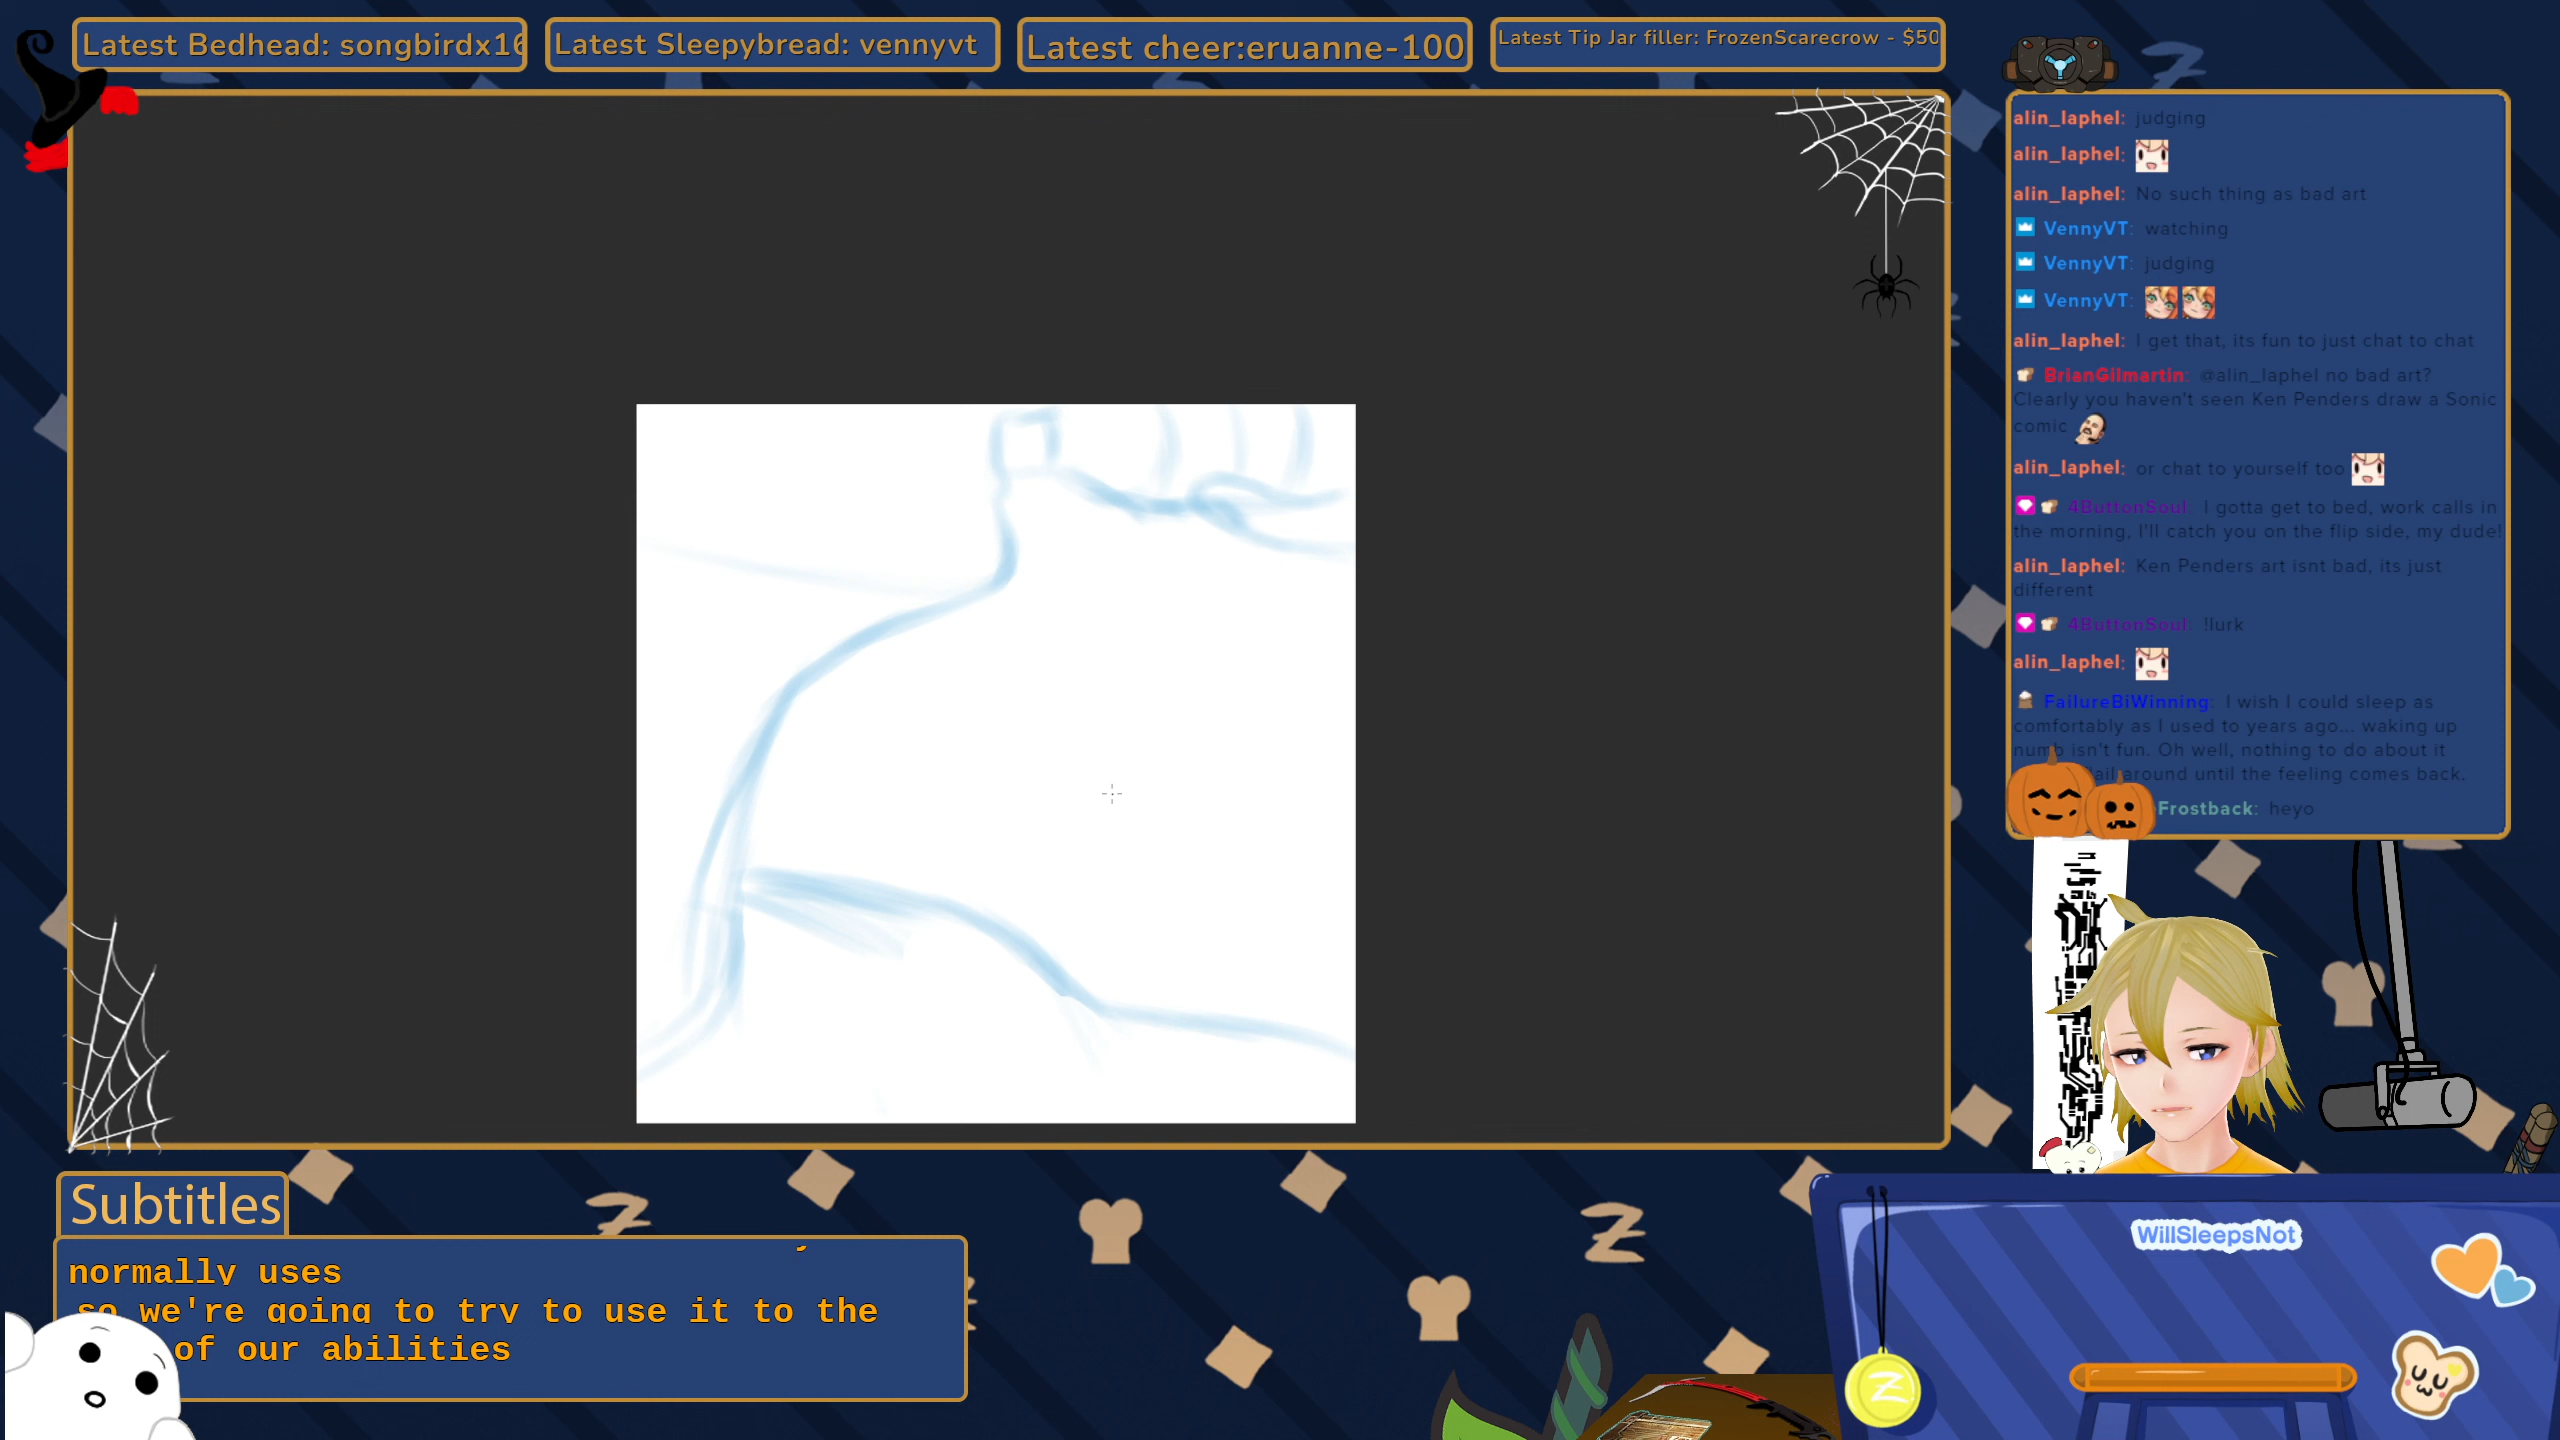 Latest Bedhead: songbirdx16
Latest Sleepybread: vennyvt
Latest cheer:eruanne-100
Latest Tip Jar filler: FrozenScarecrow - $50
alin_laphel: judging
alin_laphel:
alin_laphel: No such thing as bad art
VennyVT: watching
VennyVT: judging
VennyVT:
alin_laphel: I get that, its fun to just chat to chat
BrianGilmartin: @alin_laphel no bad art?
Clearly you haven't seen Ken Penders draw a Sonic
comic
alin_laphel: or chat to yourself too
4ButtonSoul: I gotta get to bed, work calls in
the morning, I'll catch you on the flip side, my dude!
alin_laphel: Ken Penders art isnt bad, its just
different
4ButtonSoul: !lurk
alin_laphel:
FailureBiWinning: I wish I could sleep as
comfortably as I used to years ago... waking up
numb isn't fun. Oh well, nothing to do about it
around until the feeling comes back.
Frostback: heyo
Subtitles
normally uses
so we're going to try to use it to the
of our abilities
WillSleepsNot
Z